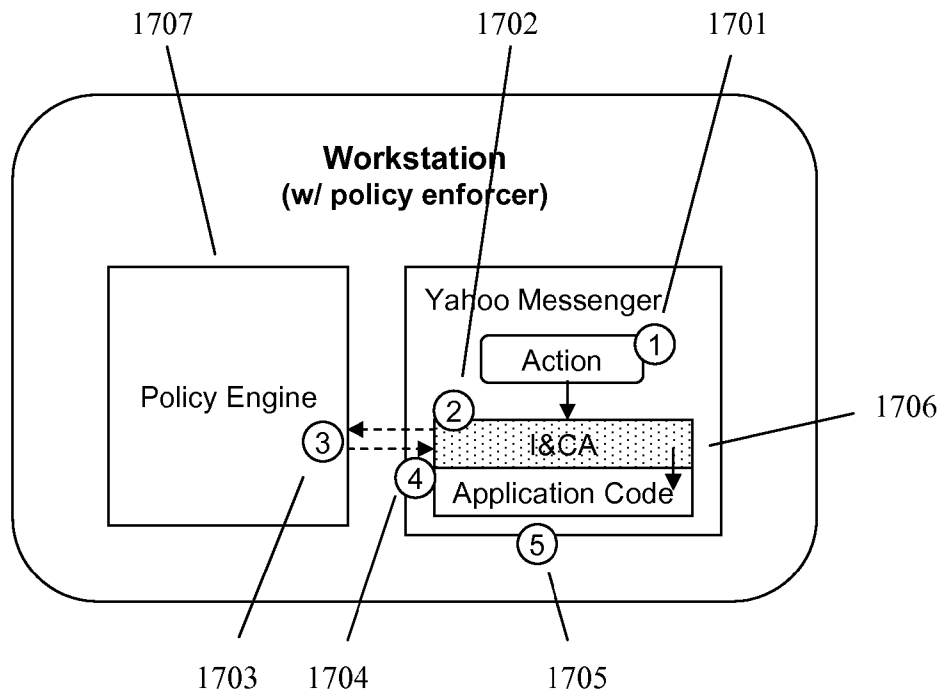 1707
1702
1701
Workstation
(w/ policy enforcer)
Yahoo Messenger
1
Action
Policy Engine
2
1706
3
I&CA
4
Application Code
5
1703
1704
1705